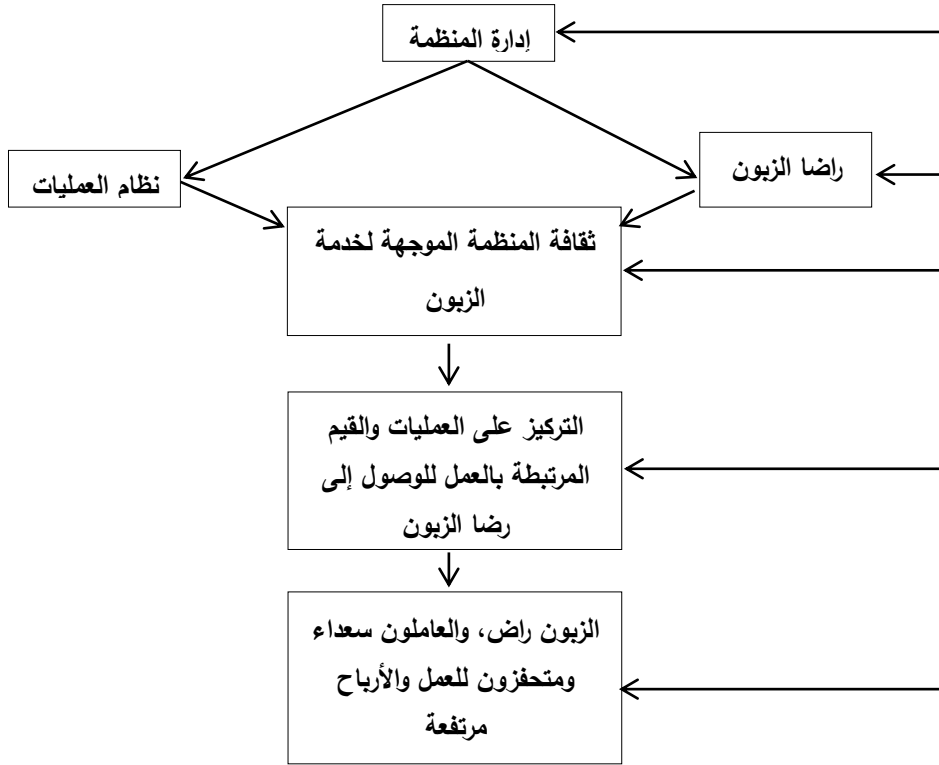 إدارة المنظمة
راضا الزبون
نظام العمليات
ثقافة المنظمة الموجهة لخدمة
الزبون
التركيز على العمليات والقيم
المرتبطة بالعمل للوصول إلى
رضا الزبون
الزبون راض، والعاملون سعداء
ومتحفزون للعمل والأرباح
مرتفعة